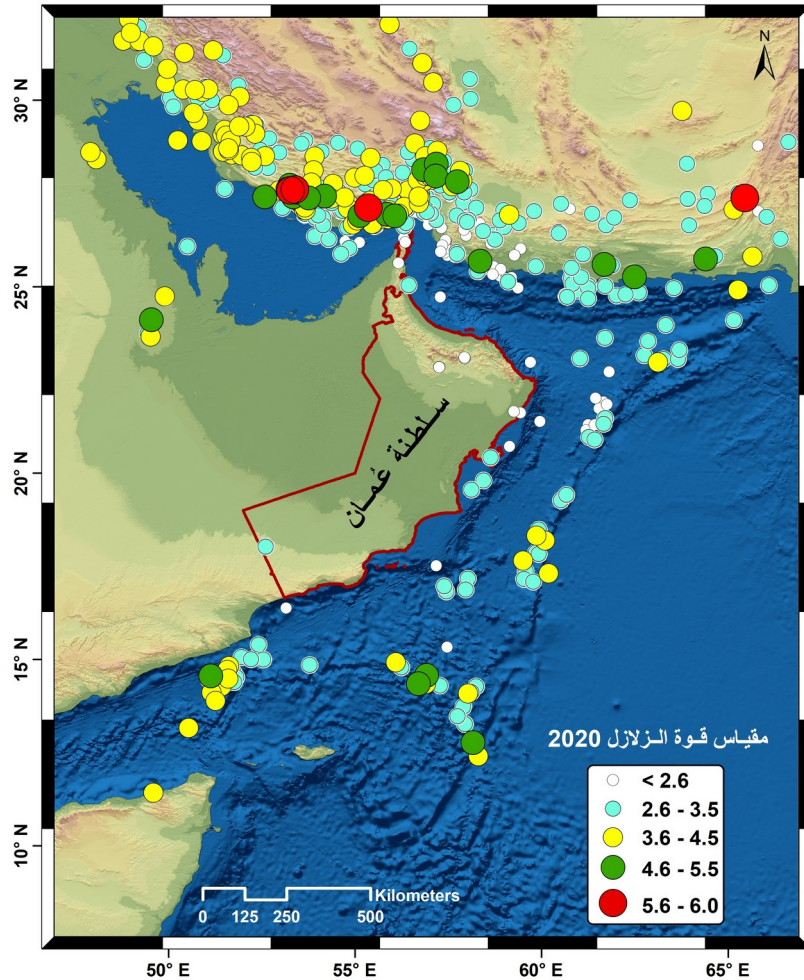 30° N
25° N
20° N
15° N
10° N
N
سلطنة عُمان
مقياس قوة الزلازل 2020
< 2.6
2.6 - 3.5
3.6 - 4.5
4.6 - 5.5
5.6 - 6.0
Kilometers
0 125 250 500
50° E 55° E 60° E 65° E